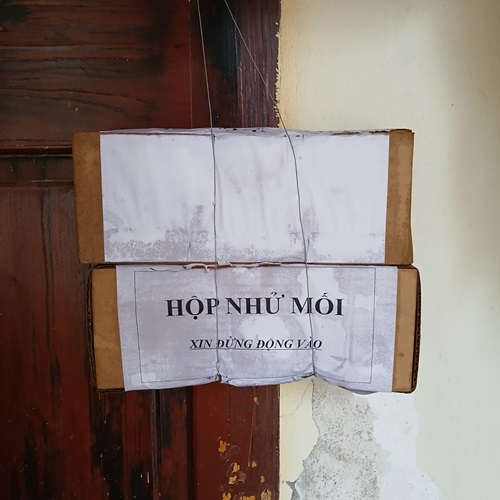 HỘP NHỬ MỐI
XIN ĐỪNG ĐỘNG VÀO